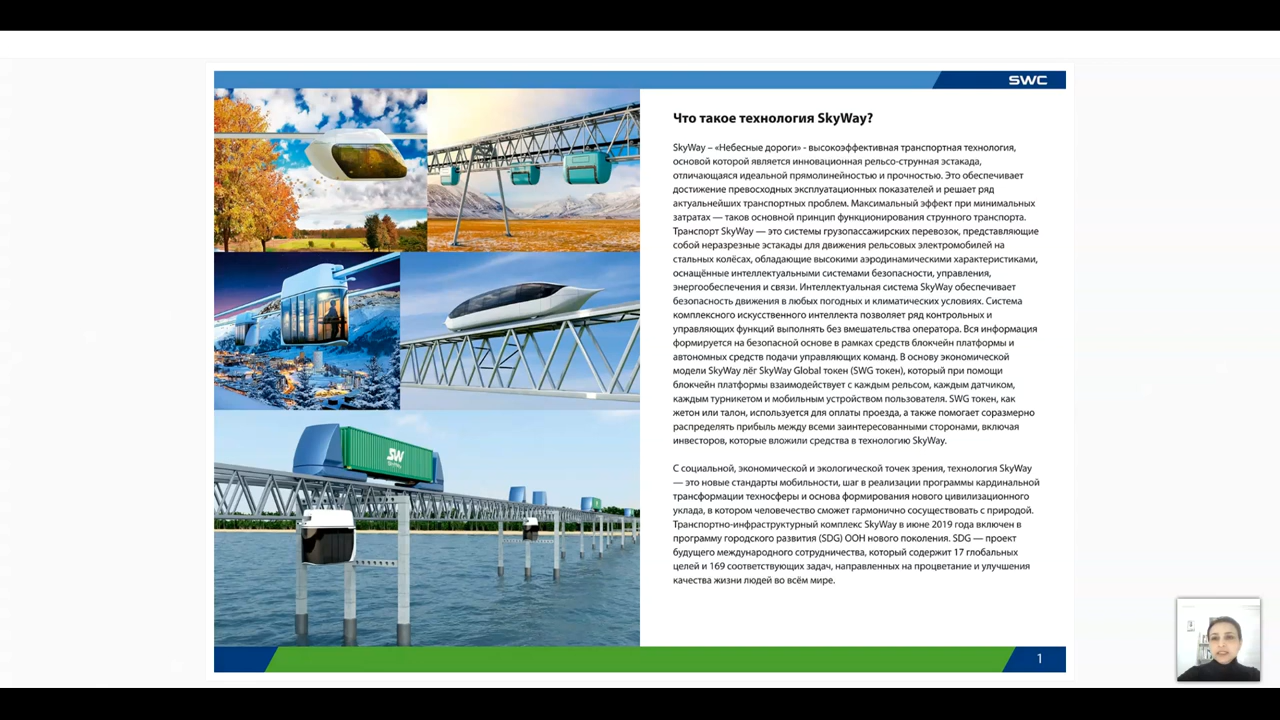 SWC
Что такое технология SkyWay?
SkyWay – «Небесные дороги» - высокоэффективная транспортная технология,
основой которой является инновационная рельсо-струнная эстакада,
отличающаяся идеальной прямолинейностью и прочностью. Это обеспечивает
достижение превосходных эксплуатационных показателей и решает ряд
актуальнейших транспортных проблем. Максимальный эффект при минимальных
затратах — таков основной принцип функционирования струнного транспорта.
Транспорт SkyWay — это системы грузопассажирских перевозок, представляющие
собой неразрезные эстакады для движения рельсовых электромобилей на
стальных колёсах, обладающие высокими аэродинамическими характеристиками,
оснащённые интеллектуальными системами безопасности, управления,
энергообеспечения и связи. Интеллектуальная система SkyWay обеспечивает
безопасность движения в любых погодных и климатических условиях. Система
комплексного искусственного интеллекта позволяет ряд контрольных и
управляющих функций выполнять без вмешательства оператора. Вся информация
формируется на безопасной основе в рамках средств блокчейн платформы и
автономных средств подачи управляющих команд. В основу экономической
модели SkyWay лёг SkyWay Global токен (SWG токен), который при помощи
блокчейн платформы взаимодействует с каждым рельсом, каждым датчиком,
каждым турникетом и мобильным устройством пользователя. SWG токен, как
жетон или талон, используется для оплаты проезда, а также помогает соразмерно
распределять прибыль между всеми заинтересованными сторонами, включая
инвесторов, которые вложили средства в технологию SkyWay.
С социальной, экономической и экологической точек зрения, технология SkyWay
— это новые стандарты мобильности, шаг в реализации программы кардинальной
трансформации техносферы и основа формирования нового цивилизационного
уклада, в котором человечество сможет гармонично сосуществовать с природой.
Транспортно-инфраструктурный комплекс SkyWay в июне 2019 года включен в
программу городского развития (SDG) ООН нового поколения. SDG — проект
будущего международного сотрудничества, который содержит 17 глобальных
целей и 169 соответствующих задач, направленных на процветание и улучшения
качества жизни людей во всём мире.
SW
SkyWay
1